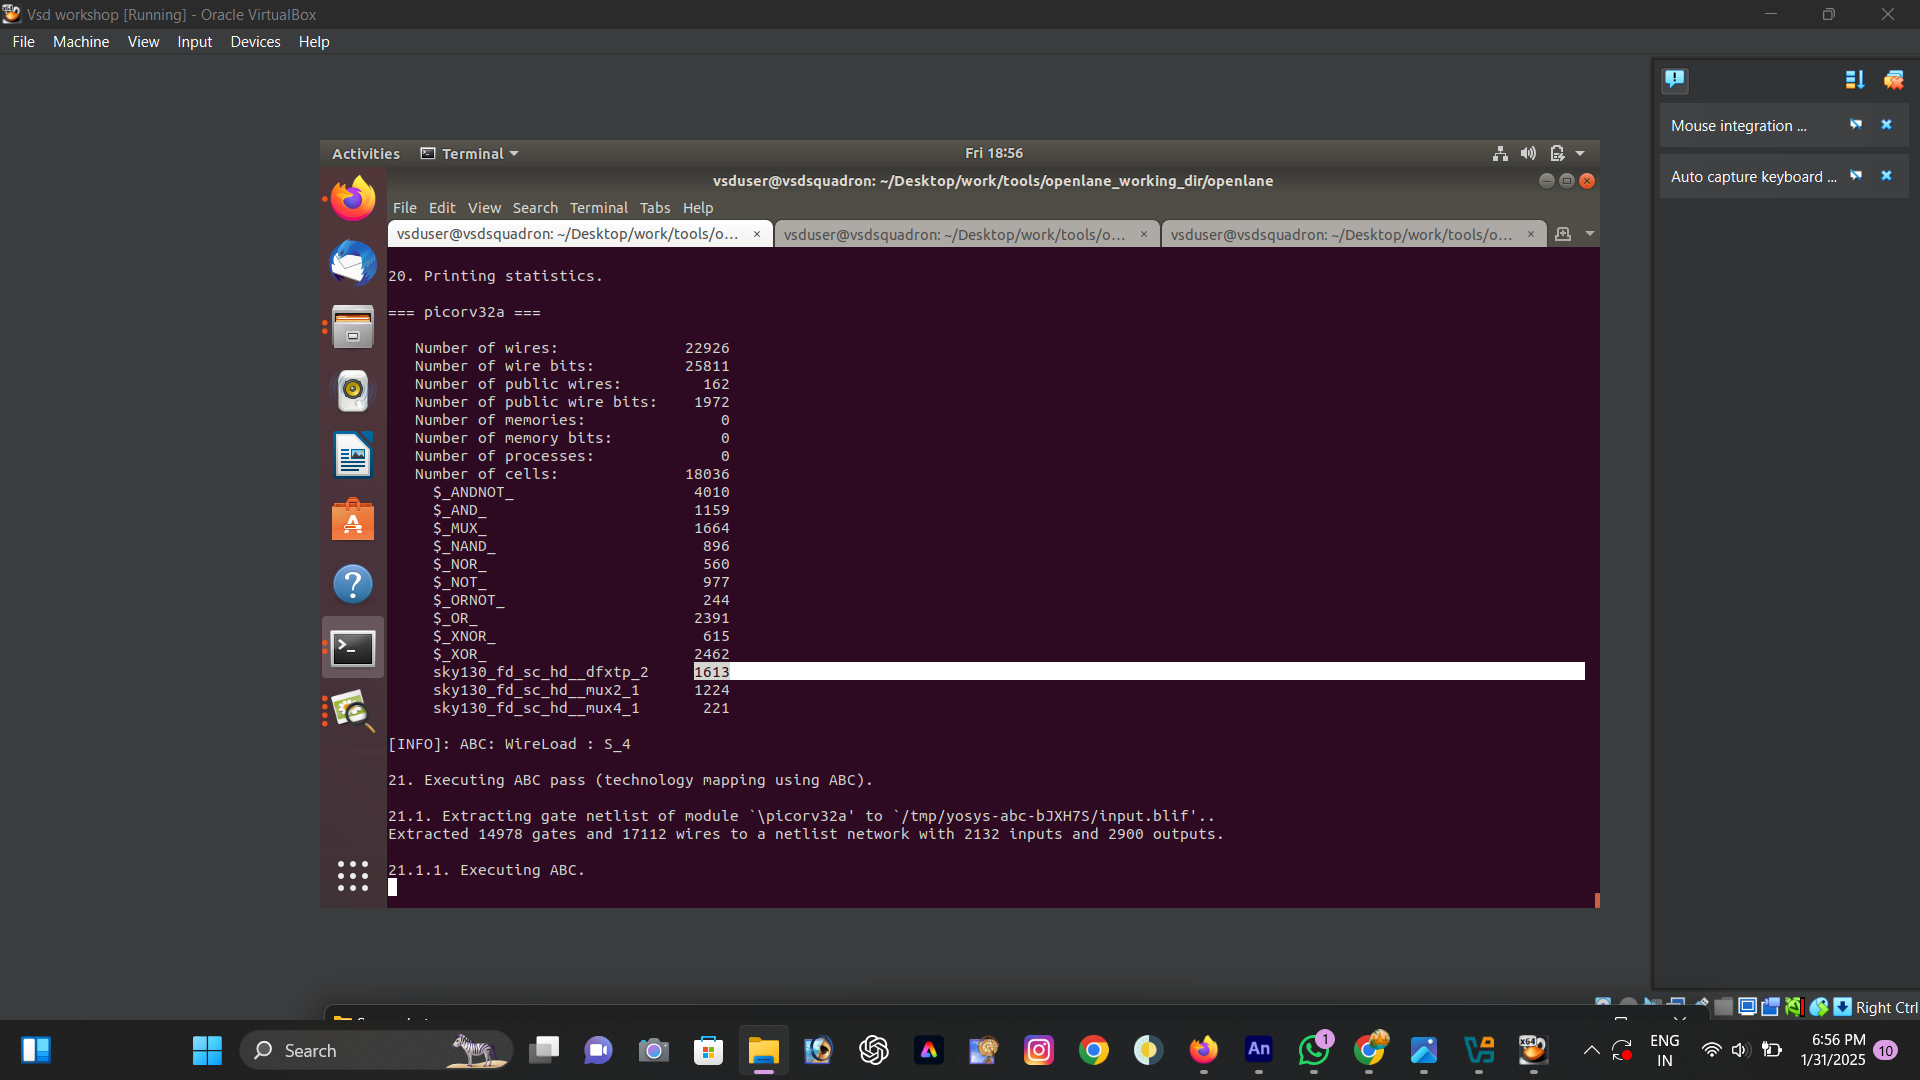 Vsd workshop [Running] - Oracle VirtualBox
File Machine View Input Devices Help
Mouse integration ...
Auto capture keyboard ...
Activities Terminal Fri 18:56
vsduser@vsdsquadron: ~/Desktop/work/tools/openlane_working_dir/openlane
File Edit View Search Terminal Tabs Help
vsduser@vsdsquadron: ~/Desktop/work/tools/o... × vsduser@vsdsquadron: ~/Desktop/work/tools/o... × vsduser@vsdsquadron: ~/Desktop/work/tools/o... ×
20. Printing statistics.
=== picorv32a ===
Number of wires: 22926
Number of wire bits: 25811
Number of public wires: 162
Number of public wire bits: 1972
Number of memories: 0
Number of memory bits: 0
Number of processes: 0
Number of cells: 18036
$_ANDNOT_ 4010
$_AND_ 1159
$_MUX_ 1664
$_NAND_ 896
$_NOR_ 560
$_NOT_ 977
$_ORNOT_ 244
$_OR_ 2391
$_XNOR_ 615
$_XOR_ 2462
sky130_fd_sc_hd__dfxtp_2 1613
sky130_fd_sc_hd__mux2_1 1224
sky130_fd_sc_hd__mux4_1 221
[INFO]: ABC: WireLoad : S_4
21. Executing ABC pass (technology mapping using ABC).
21.1. Extracting gate netlist of module `\picorv32a' to `/tmp/yosys-abc-bJXH7S/input.blif'..
Extracted 14978 gates and 17112 wires to a netlist network with 2132 inputs and 2900 outputs.
21.1.1. Executing ABC.
Right Ctrl
Search
An
1
ENG
IN
6:56 PM
1/31/2025
10